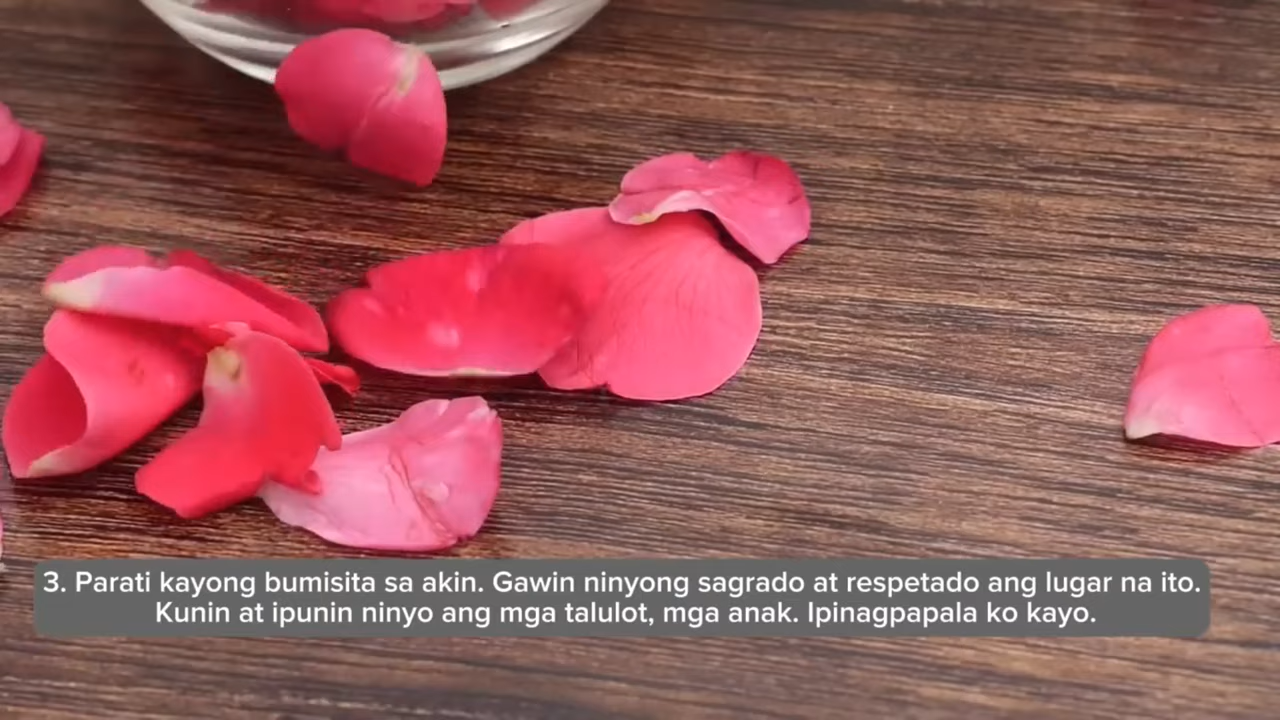 3. Parati kayong bumisita sa akin. Gawin ninyong sagrado at respetado ang lugar na ito.
Kunin at ipunin ninyo ang mga talulot, mga anak. Ipinagpapala ko kayo.